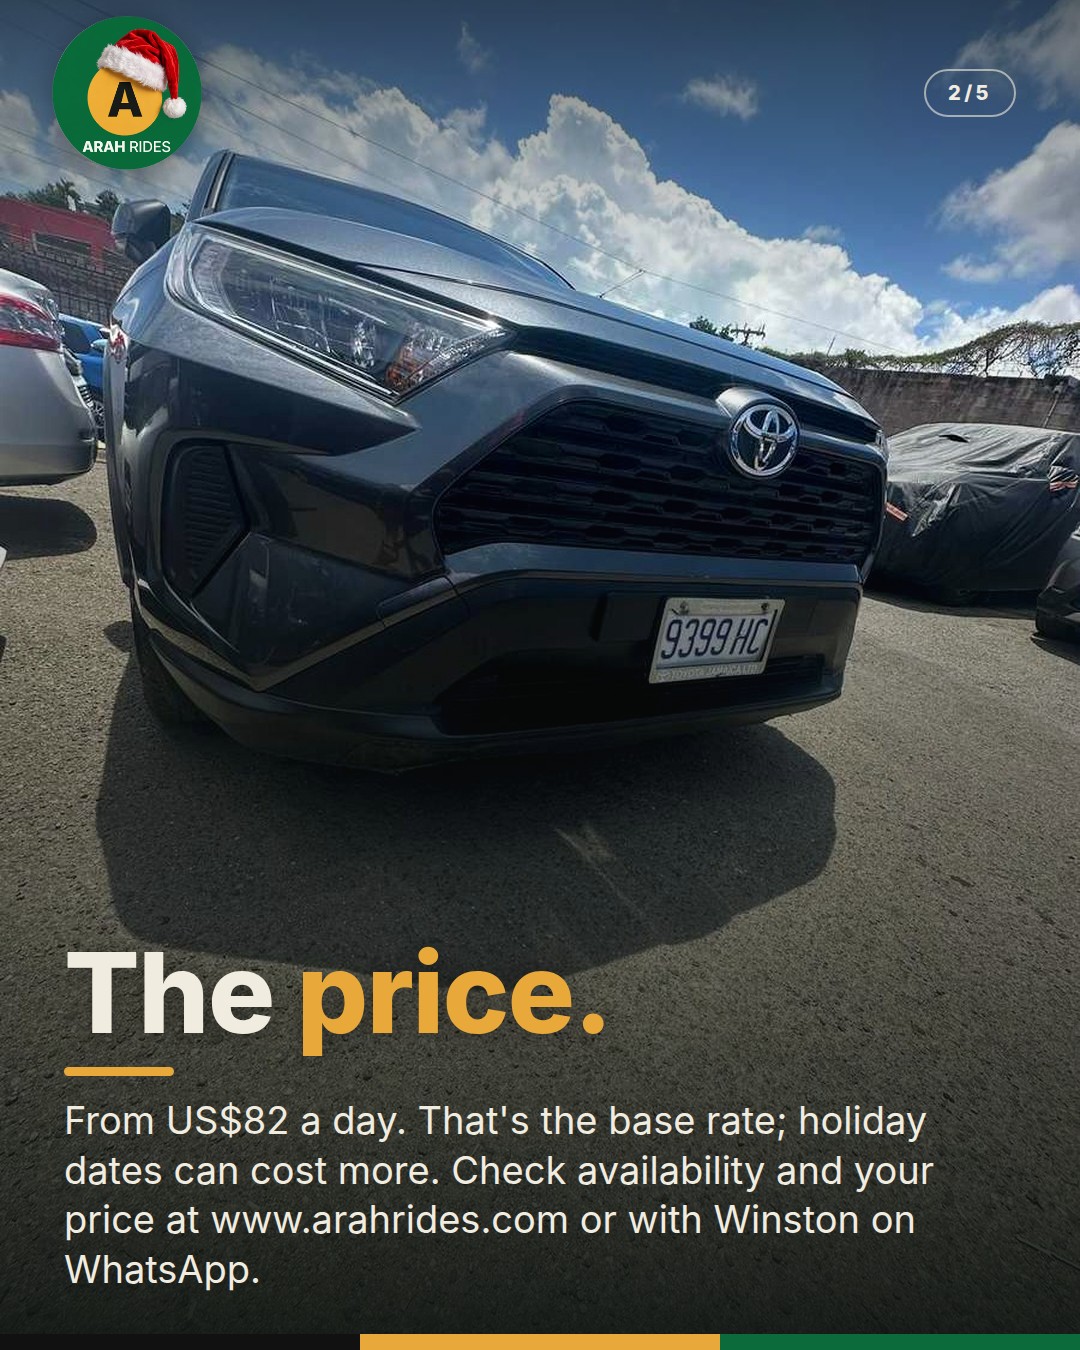 A
ARAH RIDES
2/5
9399 HC
The price.
From US$82 a day. That's the base rate; holiday
dates can cost more. Check availability and your
price at www.arahrides.com or with Winston on
WhatsApp.